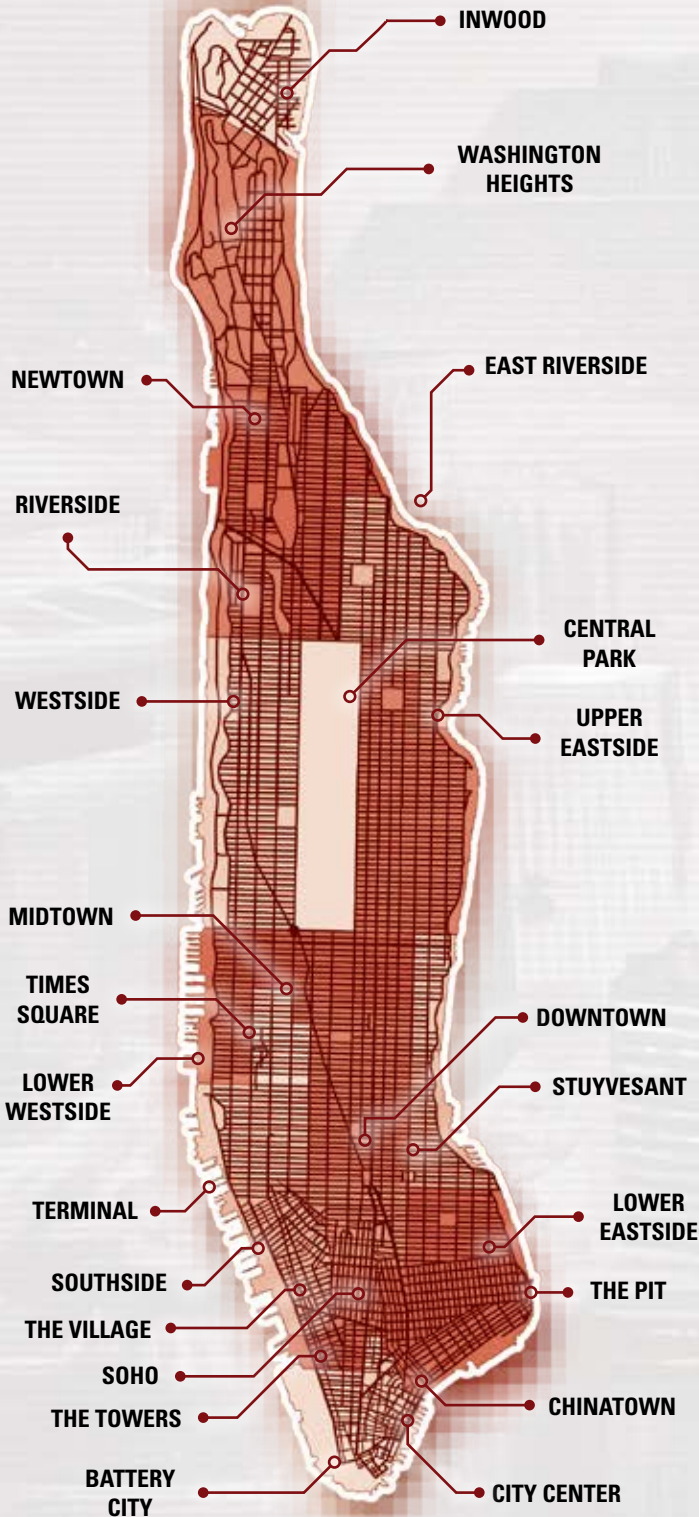 INWOOD
WASHINGTON
HEIGHTS
EAST RIVERSIDE
NEWTOWN
RIVERSIDE
CENTRAL
PARK
WESTSIDE
UPPER
EASTSIDE
MIDTOWN
TIMES
SQUARE
DOWNTOWN
LOWER
WESTSIDE
STUYVESANT
TERMINAL
LOWER
EASTSIDE
SOUTHSIDE
THE PIT
THE VILLAGE
SOHO
CHINATOWN
THE TOWERS
BATTERY
CITY
CITY CENTER